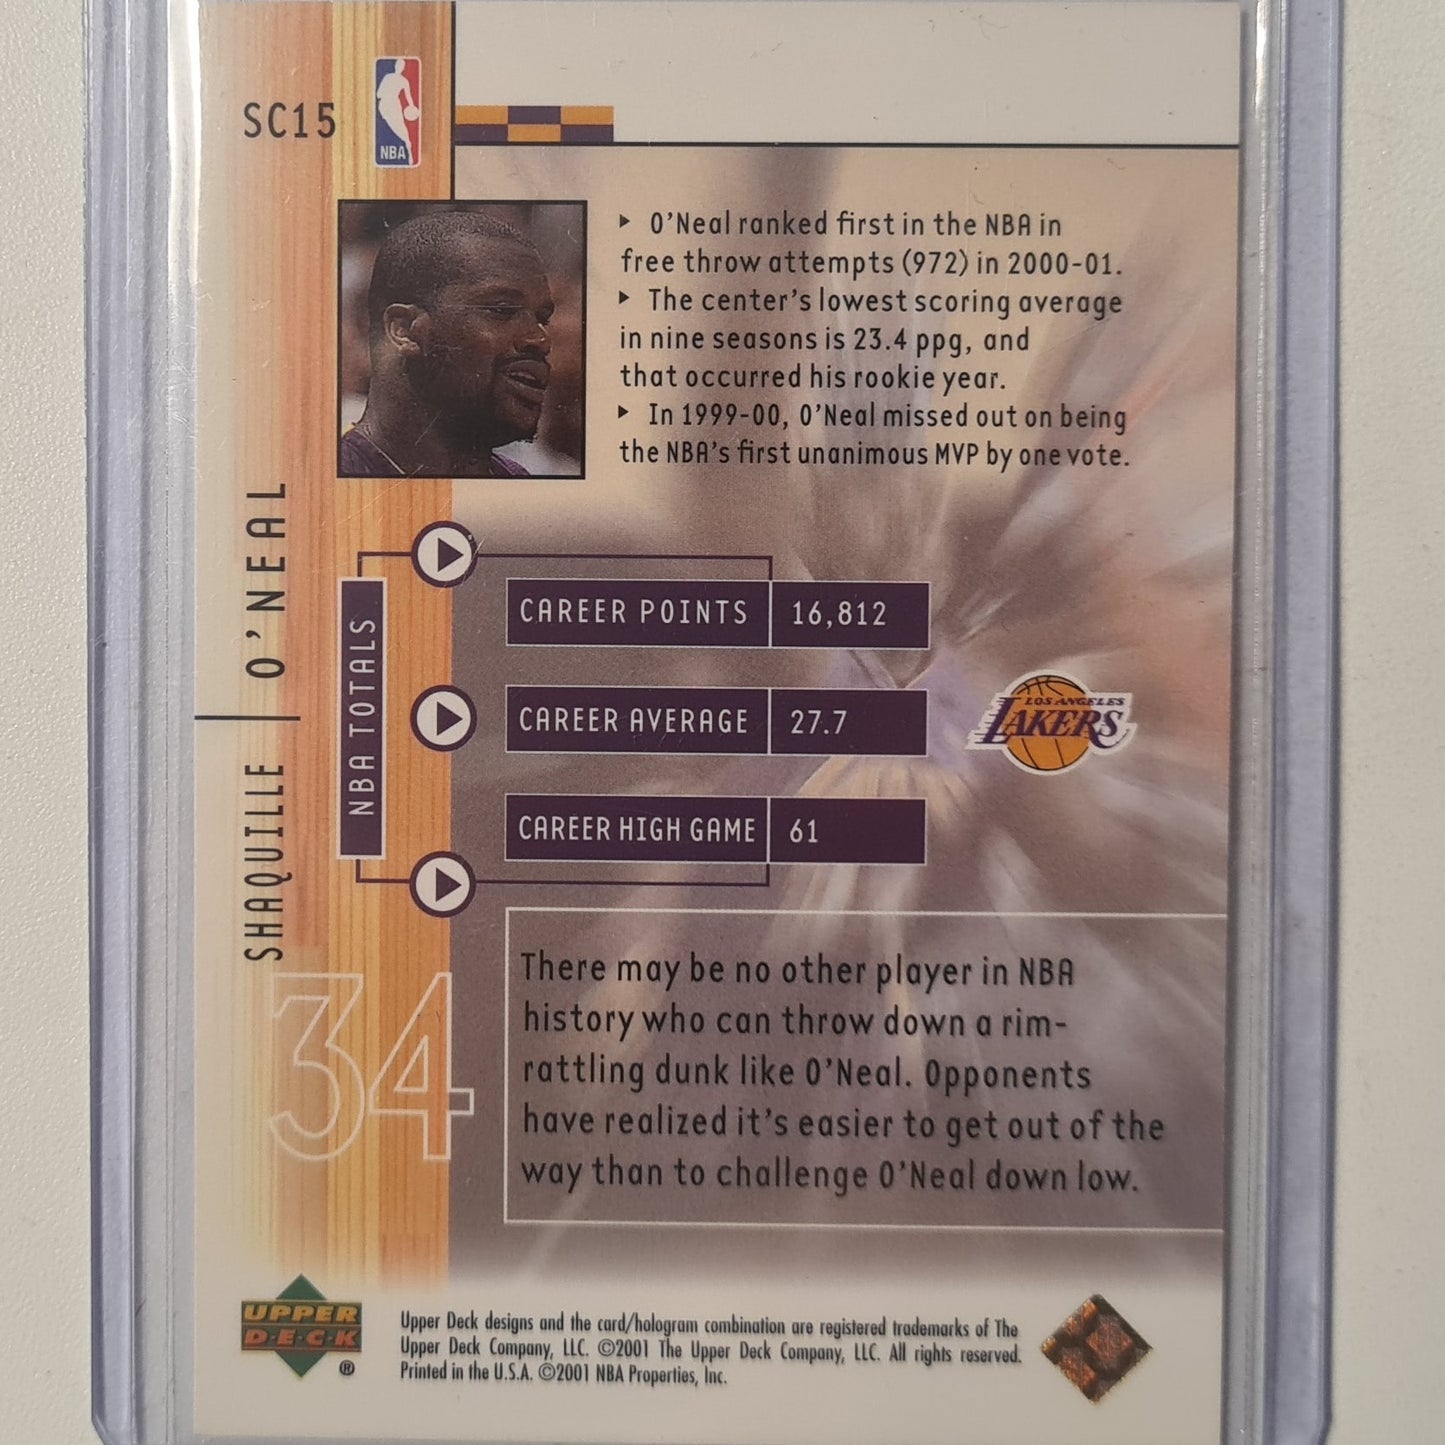 SC15
NBA
► O'Neal ranked first in the NBA in
free throw attempts (972) in 2000-01.
► The center's lowest scoring average
in nine seasons is 23.4 ppg, and
that occurred his rookie year.
► In 1999-00, O'Neal missed out on being
the NBA's first unanimous MVP by one vote.
SHAQUILLE | O'NEAL
NBA TOTALS
CAREER POINTS 16,812
CAREER AVERAGE 27.7
CAREER HIGH GAME 61
LOS ANGELES
LAKERS
34
There may be no other player in NBA
history who can throw down a rim-
rattling dunk like O'Neal. Opponents
have realized it's easier to get out of the
way than to challenge O'Neal down low.
UPPER
D·E·C·K
®
Upper Deck designs and the card/hologram combination are registered trademarks of The
Upper Deck Company, LLC. ©2001 The Upper Deck Company, LLC. All rights reserved.
Printed in the U.S.A. ©2001 NBA Properties, Inc.